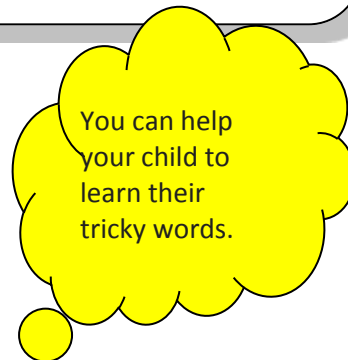 You can help
your child to
learn their
tricky words.